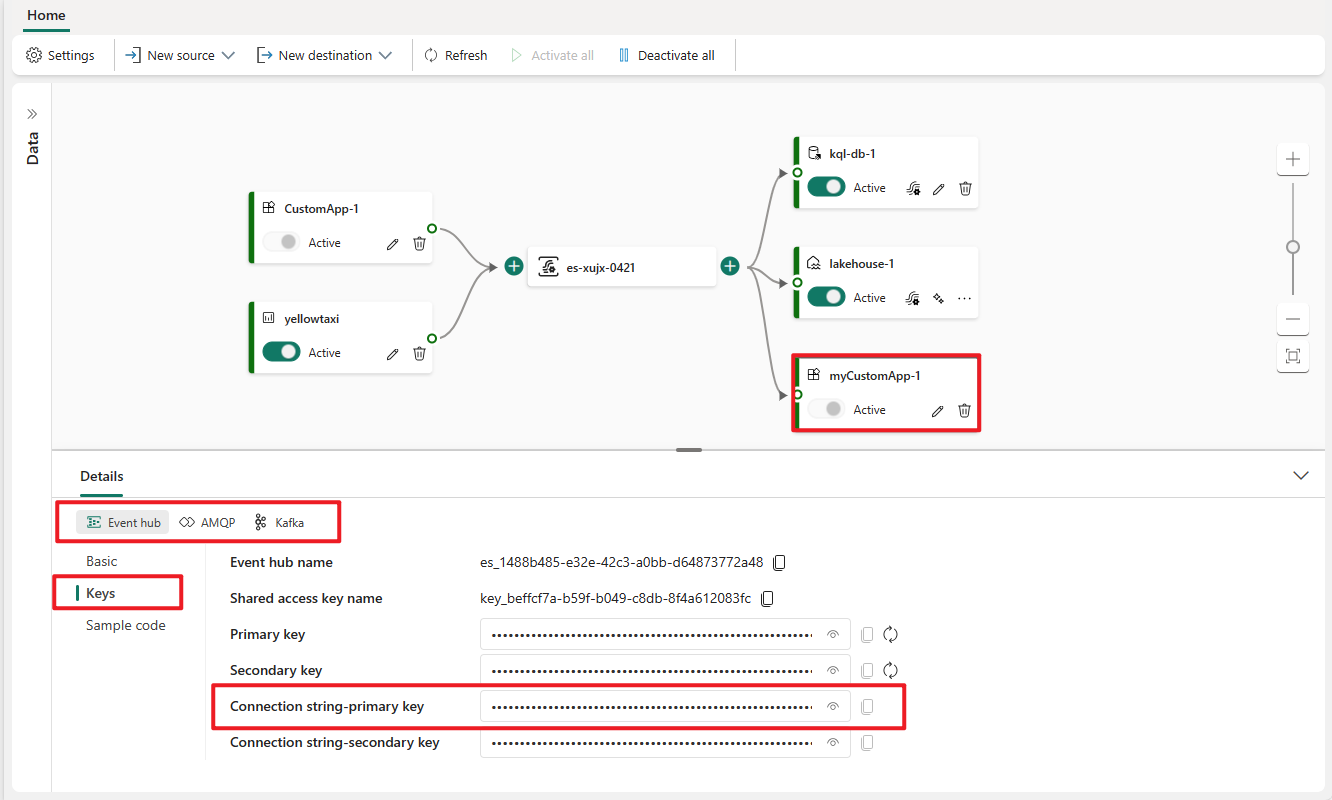 Home
Settings
New source
New destination
Refresh
Activate all
Deactivate all
Data
CustomApp-1
Active
yellowtaxi
Active
es-xujx-0421
kql-db-1
Active
lakehouse-1
Active
myCustomApp-1
Active
Details
Event hub
AMQP
Kafka
Basic
Keys
Sample code
Event hub name es_1488b485-e32e-42c3-a0bb-d64873772a48
Shared access key name key_beffcf7a-b59f-b049-c8db-8f4a612083fc
Primary key
Secondary key
Connection string-primary key
Connection string-secondary key